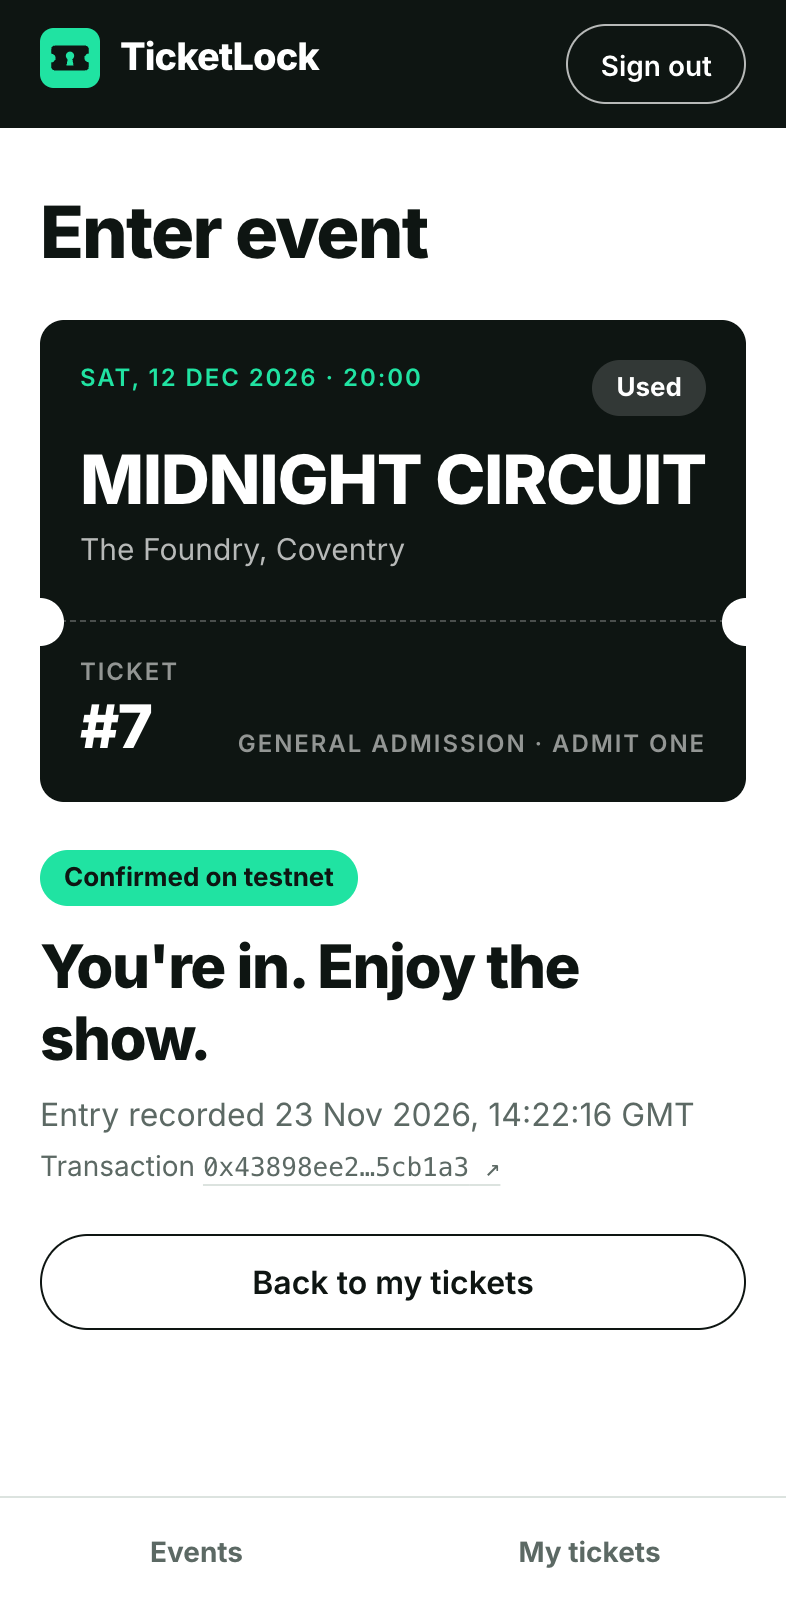 TicketLock
Sign out
Enter event
SAT, 12 DEC 2026 · 20:00
Used
MIDNIGHT CIRCUIT
The Foundry, Coventry
TICKET
#7
GENERAL ADMISSION · ADMIT ONE
Confirmed on testnet
You're in. Enjoy the
show.
Entry recorded 23 Nov 2026, 14:22:16 GMT
Transaction 0x43898ee2…5cb1a3 ↗
Back to my tickets
Events
My tickets